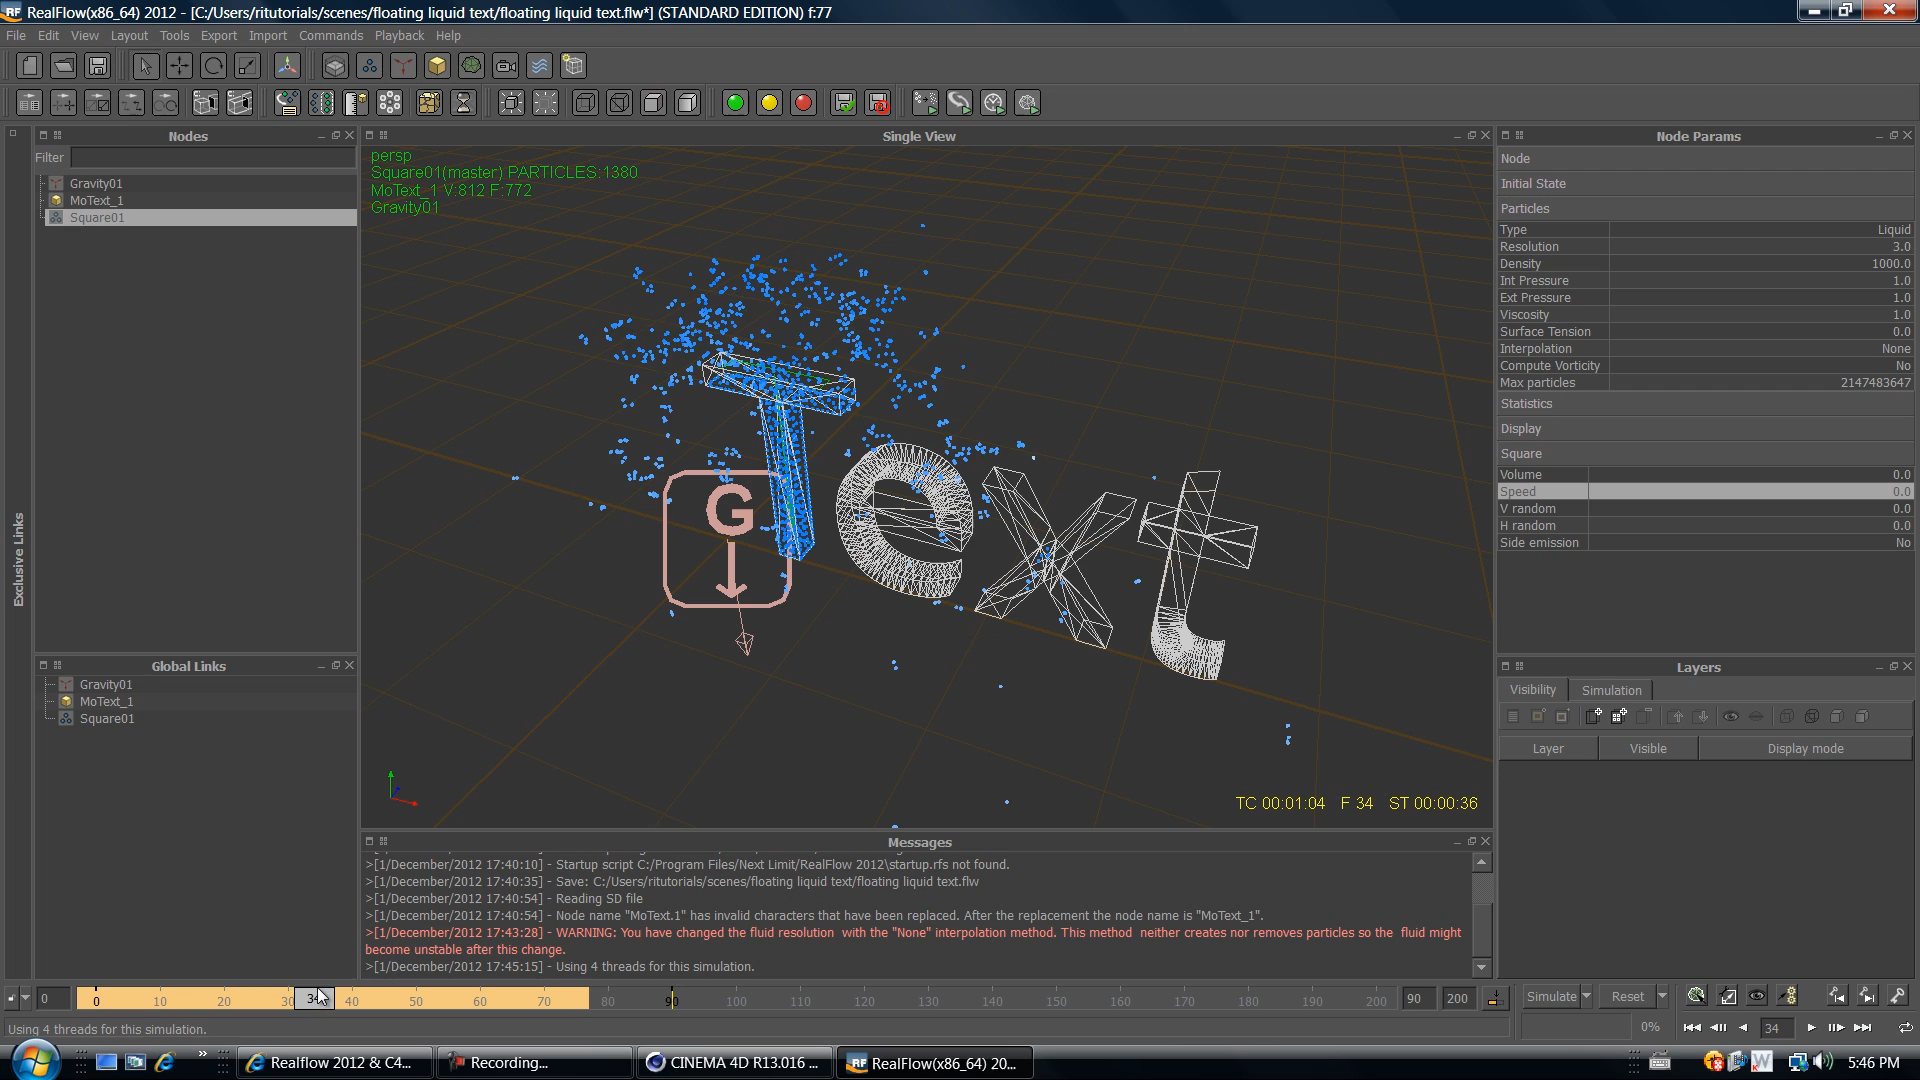 RealFlow(x86_64) 2012 - [C:/Users/ritutorials/scenes/floating liquid text/floating liquid text.flw*] (STANDARD EDITION) f:77
File Edit View Layout Tools Export Import Commands Playback Help
Nodes
Filter
Gravity01
MoText_1
Square01
Exclusive Links
Global Links
Gravity01
MoText_1
Square01
Single View
persp
Square01(master) PARTICLES:1380
MoText_1 V:812 F:772
Gravity01
G
Text
TC 00:01:04 F 34 ST 00:00:36
Messages
>[1/December/2012 17:40:10] - Startup script C:/Program Files/Next Limit/RealFlow 2012\startup.rfs not found.
>[1/December/2012 17:40:35] - Save: C:/Users/ritutorials/scenes/floating liquid text/floating liquid text.flw
>[1/December/2012 17:40:54] - Reading SD file
>[1/December/2012 17:40:54] - Node name "MoText.1" has invalid characters that have been replaced. After the replacement the node name is "MoText_1".
>[1/December/2012 17:43:28] - WARNING: You have changed the fluid resolution with the "None" interpolation method. This method neither creates nor removes particles so the fluid might
become unstable after this change.
>[1/December/2012 17:45:15] - Using 4 threads for this simulation.
Node Params
Node
Initial State
Particles
Type Liquid
Resolution 3.0
Density 1000.0
Int Pressure 1.0
Ext Pressure 1.0
Viscosity 1.0
Surface Tension 0.0
Interpolation None
Compute Vorticity No
Max particles 2147483647
Statistics
Display
Square
Volume 0.0
Speed 0.0
V random 0.0
H random 0.0
Side emission No
Layers
Visibility Simulation
Layer Visible Display mode
0 0 10 20 30 34 40 50 60 70 80 90 100 110 120 130 140 150 160 170 180 190 200 90 200
Simulate Reset
Using 4 threads for this simulation.
0% 34
Realflow 2012 & C4... Recording... CINEMA 4D R13.016 ... RealFlow(x86_64) 20... 5:46 PM